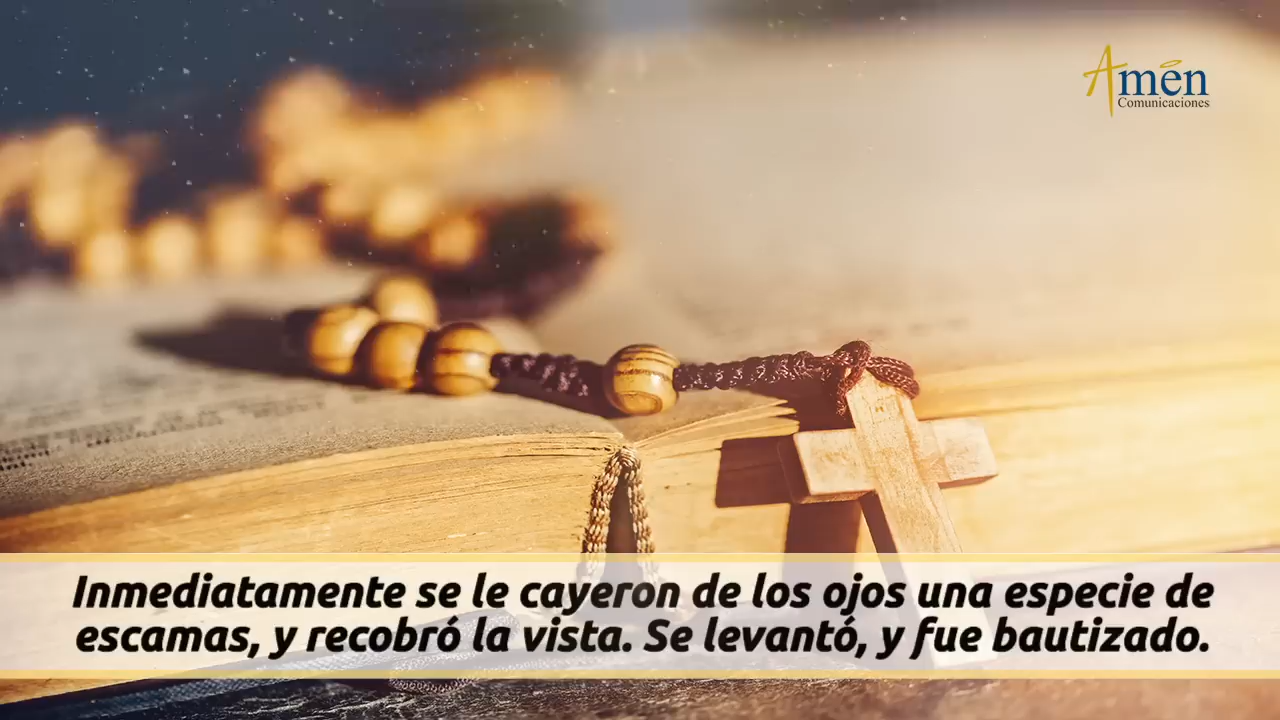 Amén
Comunicaciones
Inmediatamente se le cayeron de los ojos una especie de
escamas, y recobró la vista. Se levantó, y fue bautizado.